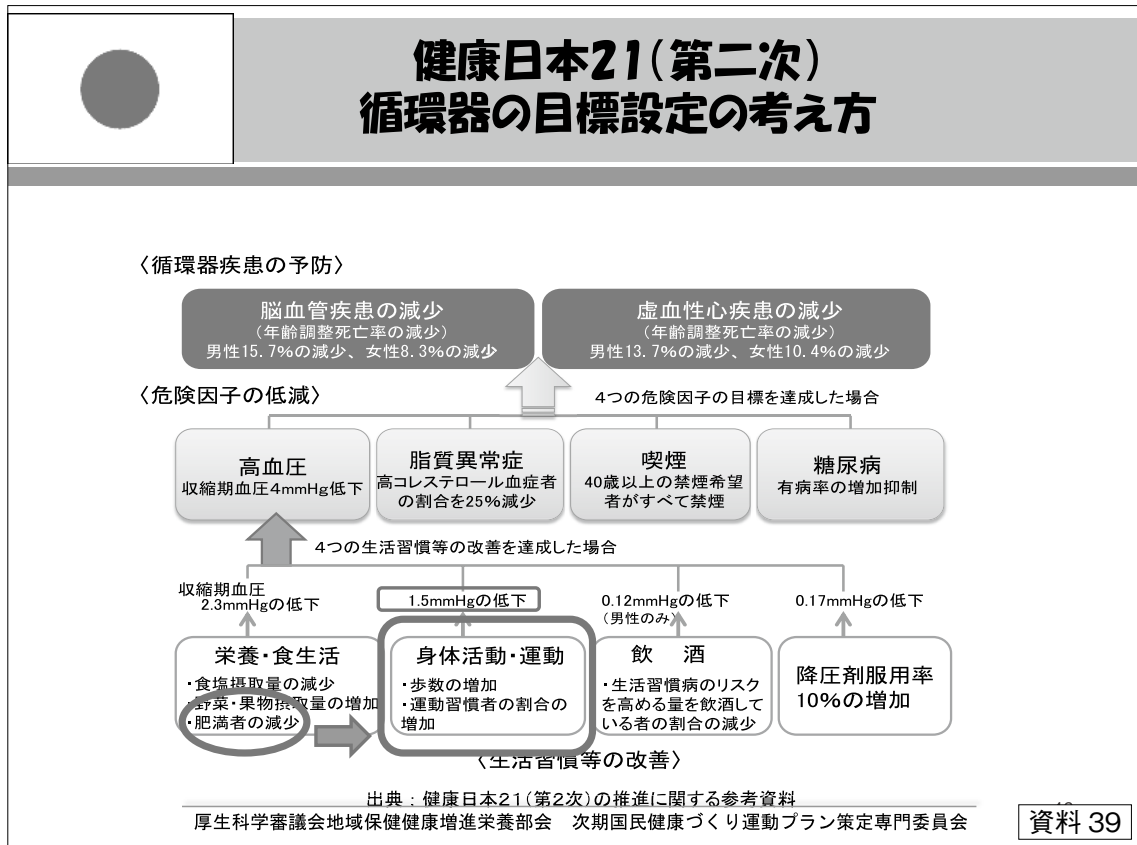 健康日本21(第二次)
循環器の目標設定の考え方
〈循環器疾患の予防〉
脳血管疾患の減少
(年齢調整死亡率の減少)
男性15.7%の減少、女性8.3%の減少
虚血性心疾患の減少
(年齢調整死亡率の減少)
男性13.7%の減少、女性10.4%の減少
〈危険因子の低減〉
4つの危険因子の目標を達成した場合
高血圧
収縮期血圧4mmHg低下
脂質異常症
高コレステロール血症者
の割合を25%減少
喫煙
40歳以上の禁煙希望
者がすべて禁煙
糖尿病
有病率の増加抑制
4つの生活習慣等の改善を達成した場合
収縮期血圧
2.3mmHgの低下
1.5mmHgの低下
0.12mmHgの低下
(男性のみ)
0.17mmHgの低下
栄養・食生活
・食塩摂取量の減少
・野菜・果物摂取量の増加
・肥満者の減少
身体活動・運動
・歩数の増加
・運動習慣者の割合の
増加
飲 酒
・生活習慣病のリスク
を高める量を飲酒して
いる者の割合の減少
降圧剤服用率
10%の増加
〈生活習慣等の改善〉
出典：健康日本21(第2次)の推進に関する参考資料
厚生科学審議会地域保健健康増進栄養部会 次期国民健康づくり運動プラン策定専門委員会
資料 39